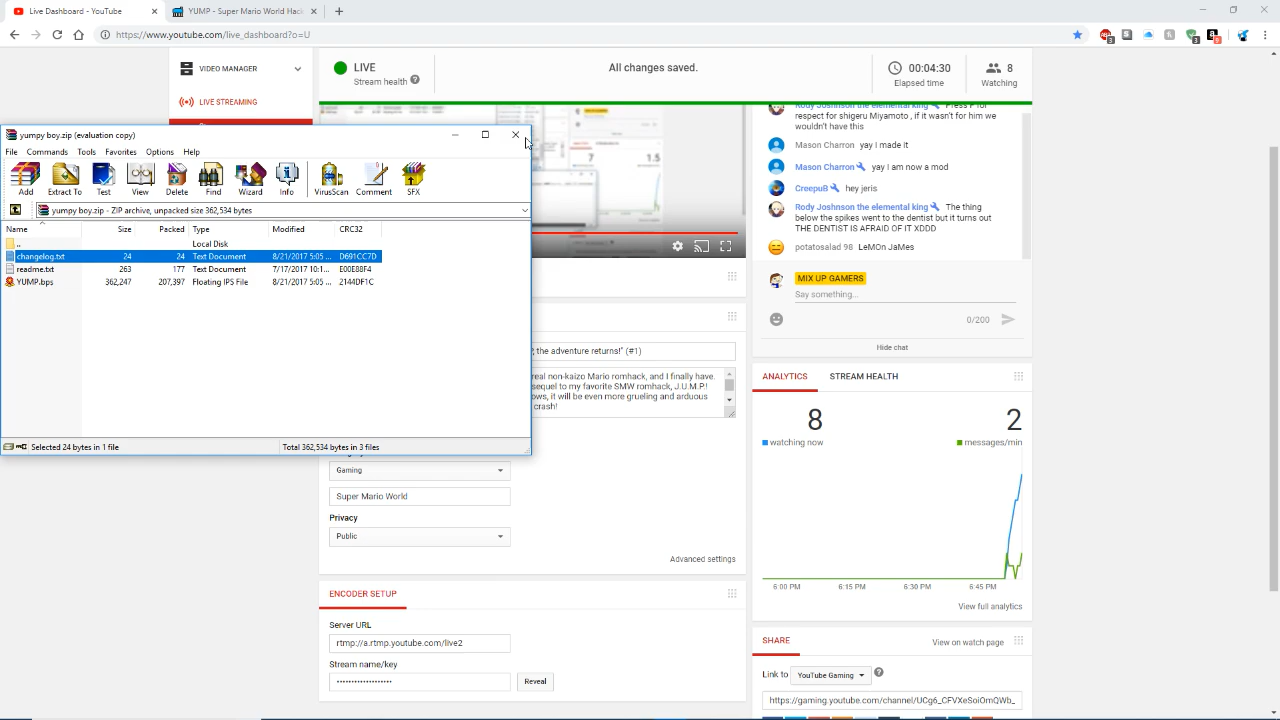 Live Dashboard - YouTube
YUMP - Super Mario World Hack
https://www.youtube.com/live_dashboard?o=U
VIDEO MANAGER
LIVE STREAMING
LIVE
Stream health
All changes saved.
00:04:30
Elapsed time
8
Watching
yumpy boy.zip (evaluation copy)
File Commands Tools Favorites Options Help
Add Extract To Test View Delete Find Wizard Info VirusScan Comment SFX
yumpy boy.zip - ZIP archive, unpacked size 362,534 bytes
Name Size Packed Type Modified CRC32
.. Local Disk
changelog.txt 24 24 Text Document 8/21/2017 5:05 ... D691CC7D
readme.txt 263 177 Text Document 7/17/2017 10:1... E00E88F4
YUMP.bps 362,24 207,397 Floating IPS File 8/21/2017 5:05 ... 2144DF1C
Selected 24 bytes in 1 file
Total 362,534 bytes in 3 files
7
1.5
Rody Joshnson the elemental king Press F for
respect for shigeru Miyamoto , if it wasn't for him we
wouldn't have this
Mason Charron yay I made it
Mason Charron yay I am now a mod
CreepuB hey jeris
Rody Joshnson the elemental king The thing
below the spikes went to the dentist but it turns out
THE DENTIST IS AFRAID OF IT XDDD
potatosalad 98 LeMOn JaMes
MIX UP GAMERS
Say something...
0/200
Hide chat
, the adventure returns!" (#1)
real non-kaizo Mario romhack, and I finally have.
sequel to my favorite SMW romhack, J.U.M.P.!
ows, it will be even more grueling and arduous
crash!
Gaming
Super Mario World
Privacy
Public
Advanced settings
ENCODER SETUP
Server URL
rtmp://a.rtmp.youtube.com/live2
Stream name/key
••••••••••••••••••••
Reveal
ANALYTICS
STREAM HEALTH
8
watching now
2
messages/min
6:00 PM 6:15 PM 6:30 PM 6:45 PM
View full analytics
SHARE
View on watch page
Link to
YouTube Gaming
https://gaming.youtube.com/channel/UCg6_CFVXeSoiOmQWb_